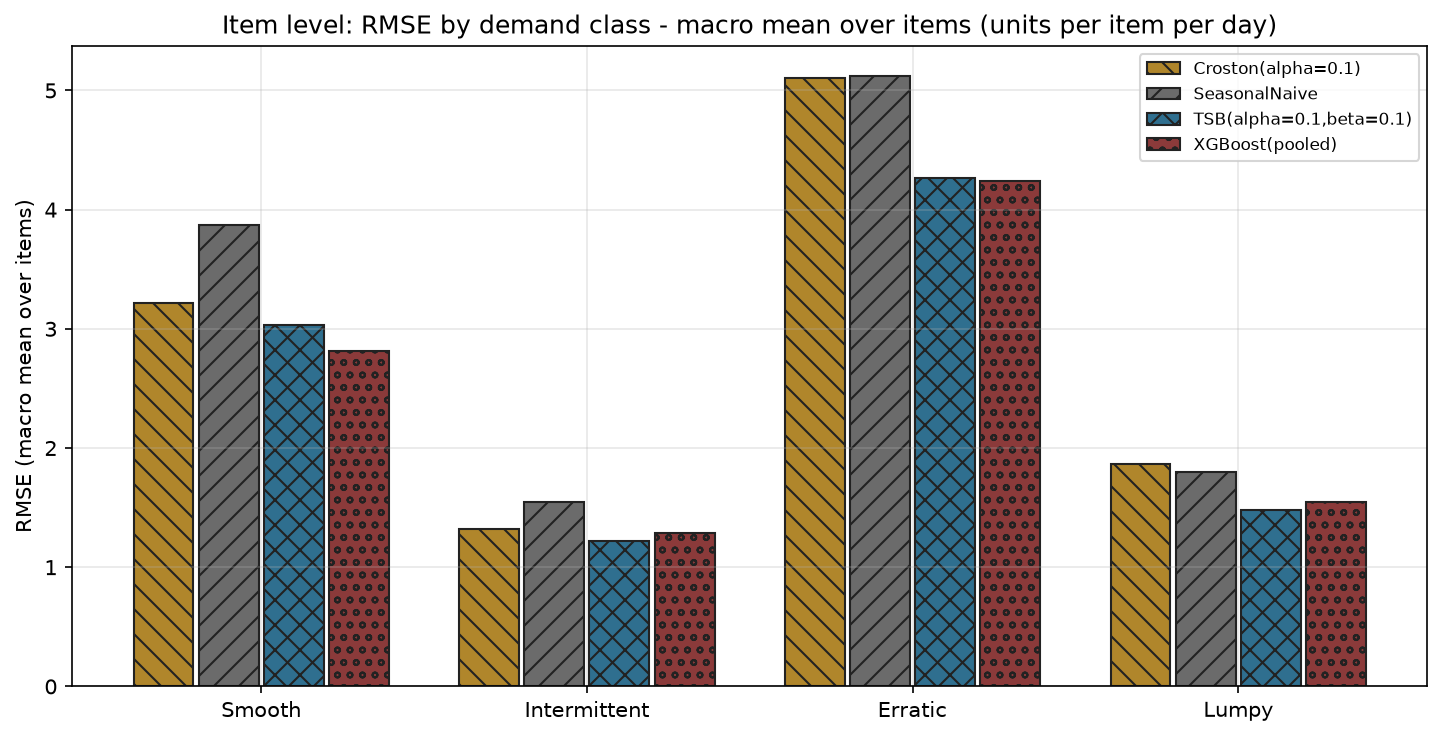 Item level: RMSE by demand class - macro mean over items (units per item per day)
Croston(alpha=0.1)
SeasonalNaive
TSB(alpha=0.1,beta=0.1)
XGBoost(pooled)
RMSE (macro mean over items)
5
4
3
2
1
0
Smooth
Intermittent
Erratic
Lumpy